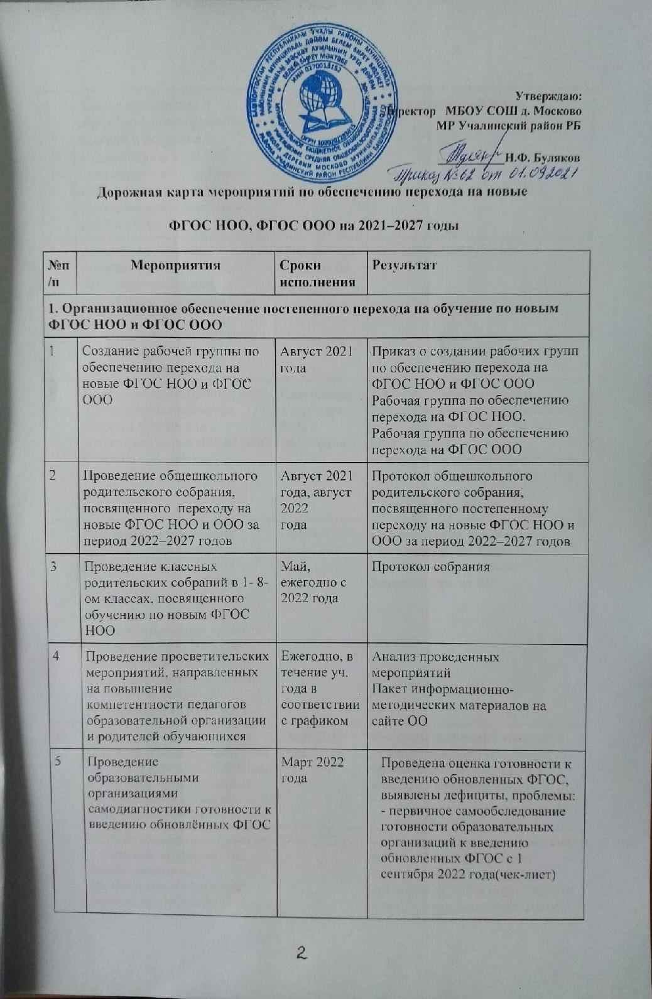 Утверждаю:
Директор МБОУ СОШ д. Москово
МР Учалинский район РБ
Н.Ф. Буляков
Приказ №62 от 01.09.2021
ИНН 0270013152
Дорожная карта мероприятий по обеспечению перехода на новые
ФГОС НОО, ФГОС ООО на 2021–2027 годы
№п/п
Мероприятия
Сроки
исполнения
Результат
1. Организационное обеспечение постепенного перехода на обучение по новым
ФГОС НОО и ФГОС ООО
1
Создание рабочей группы по
обеспечению перехода на
новые ФГОС НОО и ФГОС
ООО
Август 2021
года
Приказ о создании рабочих групп
по обеспечению перехода на
ФГОС НОО и ФГОС ООО
Рабочая группа по обеспечению
перехода на ФГОС НОО.
Рабочая группа по обеспечению
перехода на ФГОС ООО
2
Проведение общешкольного
родительского собрания,
посвященного переходу на
новые ФГОС НОО и ООО за
период 2022–2027 годов
Август 2021
года, август
2022
года
Протокол общешкольного
родительского собрания,
посвященного постепенному
переходу на новые ФГОС НОО и
ООО за период 2022–2027 годов
3
Проведение классных
родительских собраний в 1- 8-
ом классах, посвященного
обучению по новым ФГОС
НОО
Май,
ежегодно с
2022 года
Протокол собрания
4
Проведение просветительских
мероприятий, направленных
на повышение
компетентности педагогов
образовательной организации
и родителей обучающихся
Ежегодно, в
течение уч.
года в
соответствии
с графиком
Анализ проведенных
мероприятий
Пакет информационно-
методических материалов на
сайте ОО
5
Проведение
образовательными
организациями
самодиагностики готовности к
введению обновлённых ФГОС
Март 2022
года
Проведена оценка готовности к
введению обновленных ФГОС,
выявлены дефициты, проблемы:
- первичное самообследование
готовности образовательных
организаций к введению
обновленных ФГОС с 1
сентября 2022 года(чек-лист)
2